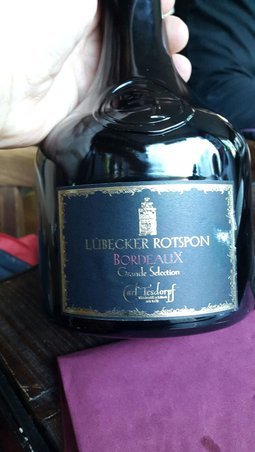 LÜBECKER ROTSPON
BORDEAUX
Grande Selection
Carl Tesdorpf